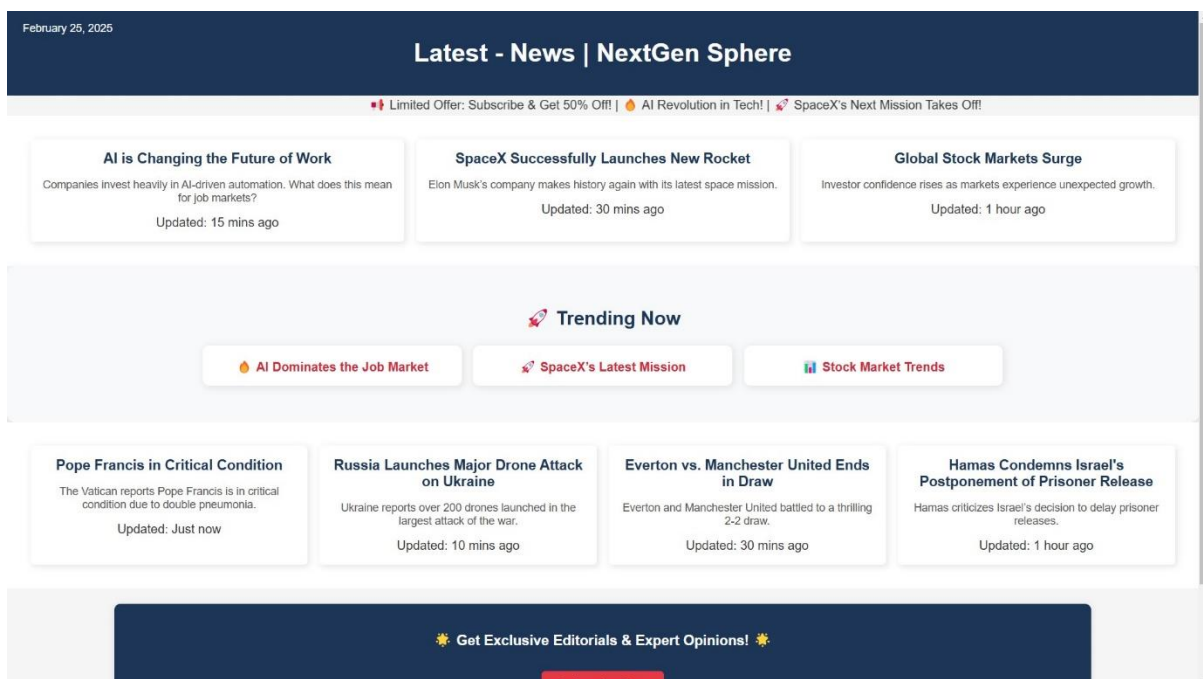 February 25, 2025
Latest - News | NextGen Sphere
Limited Offer: Subscribe & Get 50% Off! | 🔥 AI Revolution in Tech! | 🚀 SpaceX's Next Mission Takes Off!
AI is Changing the Future of Work
Companies invest heavily in AI-driven automation. What does this mean
for job markets?
Updated: 15 mins ago
SpaceX Successfully Launches New Rocket
Elon Musk's company makes history again with its latest space mission.
Updated: 30 mins ago
Global Stock Markets Surge
Investor confidence rises as markets experience unexpected growth.
Updated: 1 hour ago
🚀 Trending Now
🔥 AI Dominates the Job Market
🚀 SpaceX's Latest Mission
📊 Stock Market Trends
Pope Francis in Critical Condition
The Vatican reports Pope Francis is in critical
condition due to double pneumonia.
Updated: Just now
Russia Launches Major Drone Attack
on Ukraine
Ukraine reports over 200 drones launched in the
largest attack of the war.
Updated: 10 mins ago
Everton vs. Manchester United Ends
in Draw
Everton and Manchester United battled to a thrilling
2-2 draw.
Updated: 30 mins ago
Hamas Condemns Israel's
Postponement of Prisoner Release
Hamas criticizes Israel's decision to delay prisoner
releases.
Updated: 1 hour ago
🌟 Get Exclusive Editorials & Expert Opinions! 🌟